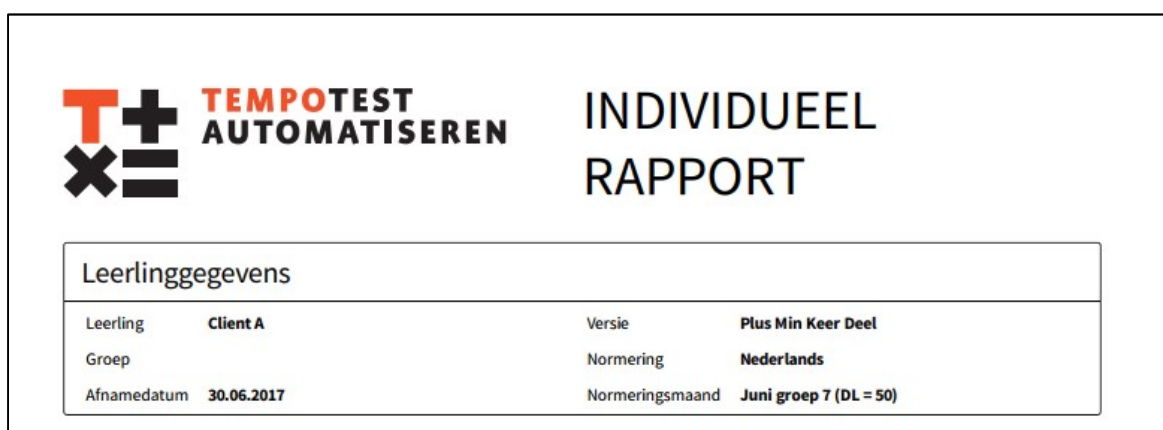 TEMPOTEST
AUTOMATISEREN
INDIVIDUEEL
RAPPORT
Leerlinggegevens
Leerling Client A Versie Plus Min Keer Deel
Groep Normering Nederlands
Afnamedatum 30.06.2017 Normeringsmaand Juni groep 7 (DL = 50)